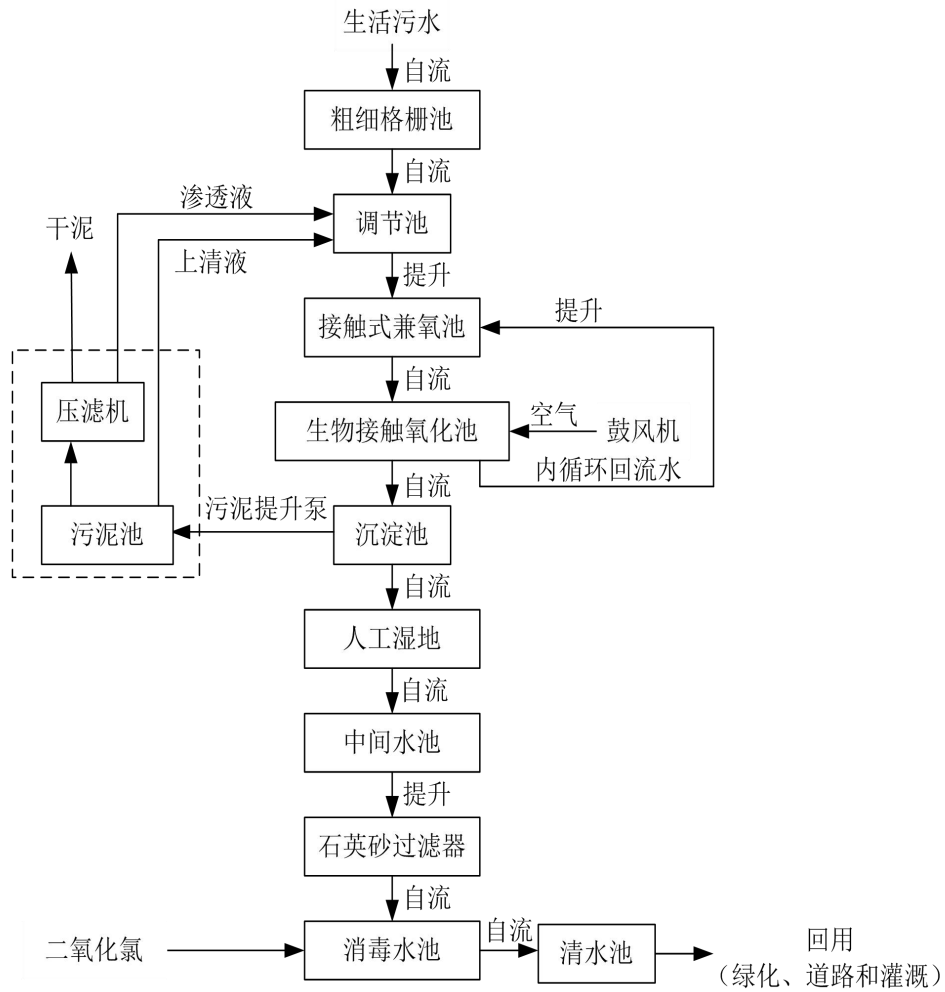 生活污水
自流
粗细格栅池
自流
渗透液
干泥
调节池
上清液
提升
接触式兼氧池
提升
自流
压滤机
生物接触氧化池
空气
鼓风机
内循环回流水
自流
污泥提升泵
污泥池
沉淀池
自流
人工湿地
自流
中间水池
提升
石英砂过滤器
自流
二氧化氯
消毒水池
自流
清水池
回用
（绿化、道路和灌溉）